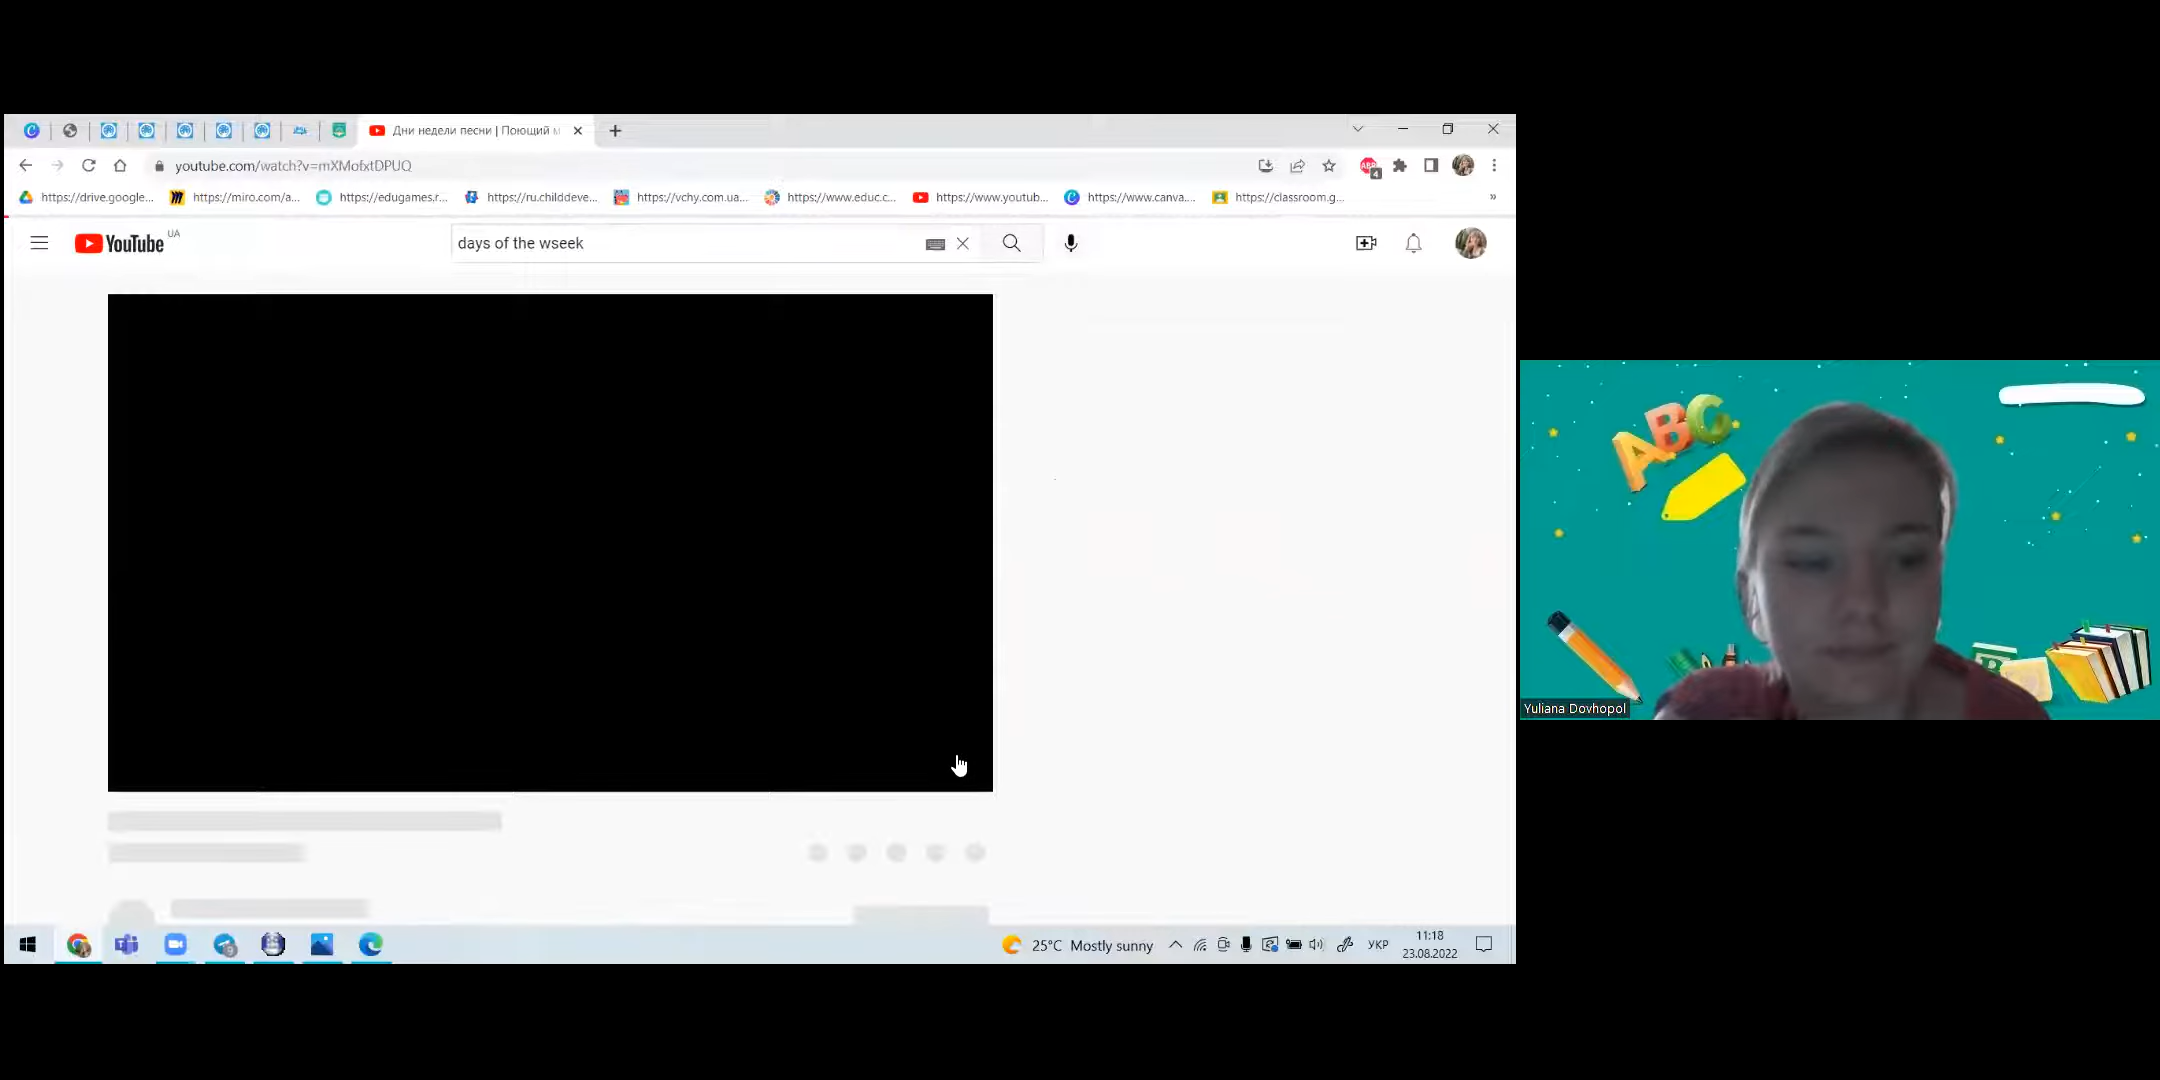 Дни недели песни | Поющий м
youtube.com/watch?v=mXMofxtDPUQ
https://drive.google... https://miro.com/a... https://edugames.r... https://ru.childdeve... https://vchy.com.ua... https://www.educ.c... https://www.youtub... https://www.canva.... https://classroom.g... »
YouTube UA
days of the wseek
ABP 4
ABC
B
Yuliana Dovhopol
25°C Mostly sunny
УКР
11:18
23.08.2022